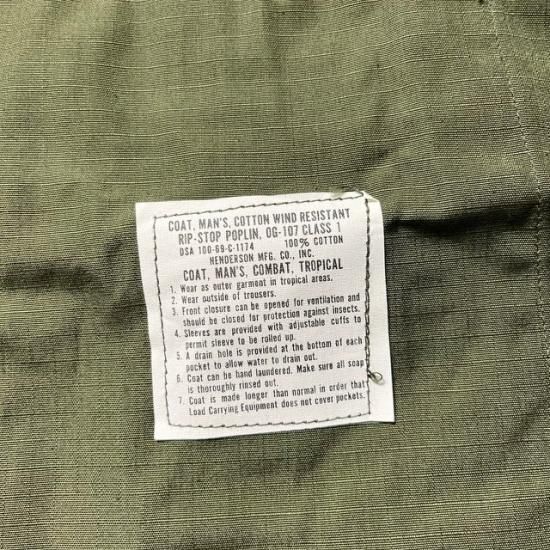 COAT, MAN'S, COTTON WIND RESISTANT
RIP-STOP POPLIN, OG-107 CLASS 1
DSA 100-69-C-1174 100% COTTON
HENDERSON MFG. CO., INC.
COAT, MAN'S, COMBAT, TROPICAL
1. Wear as outer garment in tropical areas.
2. Wear outside of trousers.
3. Front closure can be opened for ventilation and
should be closed for protection against insects.
4. Sleeves are provided with adjustable cuffs to
permit sleeve to be rolled up.
5. A drain hole is provided at the bottom of each
pocket to allow water to drain out.
6. Coat can be hand laundered. Make sure all soap
is thoroughly rinsed out.
7. Coat is made longer than normal in order that
Load Carrying Equipment does not cover pockets.